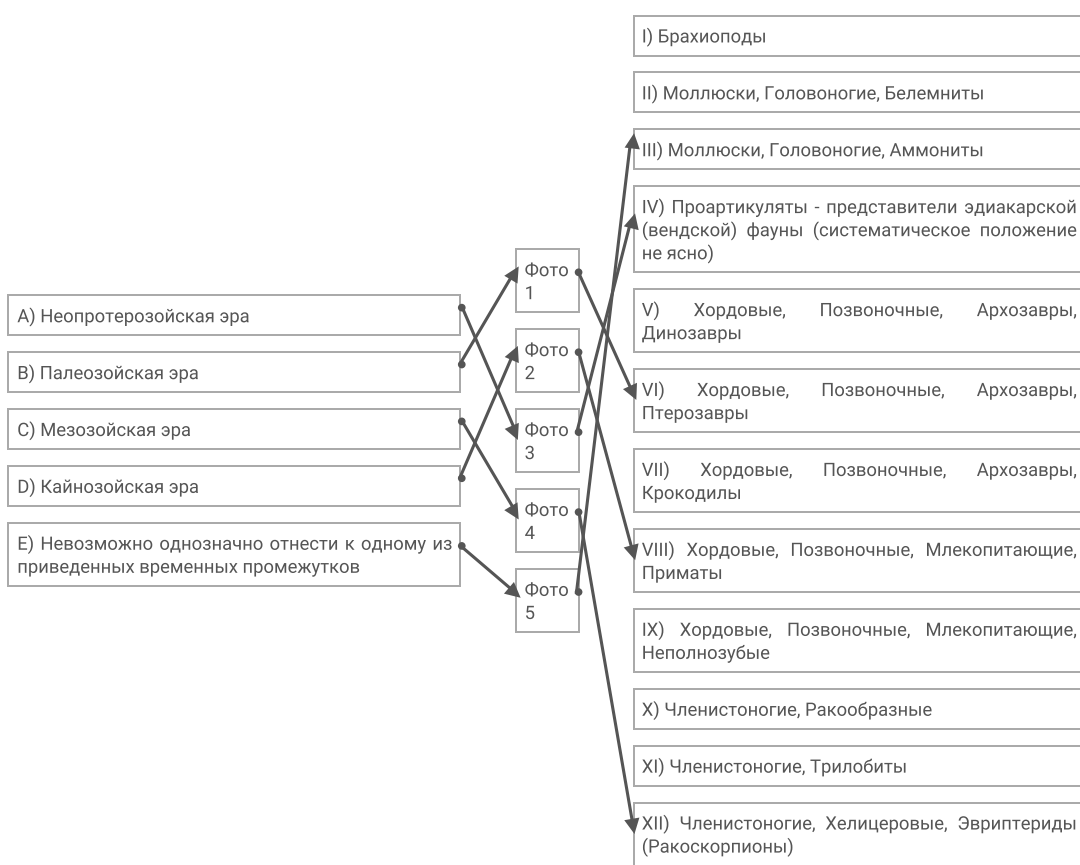 A) Неопротерозойская эра
B) Палеозойская эра
C) Мезозойская эра
D) Кайнозойская эра
E) Невозможно однозначно отнести к одному из
приведенных временных промежутков
Фото
1
Фото
2
Фото
3
Фото
4
Фото
5
I) Брахиоподы
II) Моллюски, Головоногие, Белемниты
III) Моллюски, Головоногие, Аммониты
IV) Проартикуляты - представители эдиакарской
(вендской) фауны (систематическое положение
не ясно)
V) Хордовые, Позвоночные, Архозавры,
Динозавры
VI) Хордовые, Позвоночные, Архозавры,
Птерозавры
VII) Хордовые, Позвоночные, Архозавры,
Крокодилы
VIII) Хордовые, Позвоночные, Млекопитающие,
Приматы
IX) Хордовые, Позвоночные, Млекопитающие,
Неполнозубые
X) Членистоногие, Ракообразные
XI) Членистоногие, Трилобиты
XII) Членистоногие, Хелицеровые, Эвриптериды
(Ракоскорпионы)